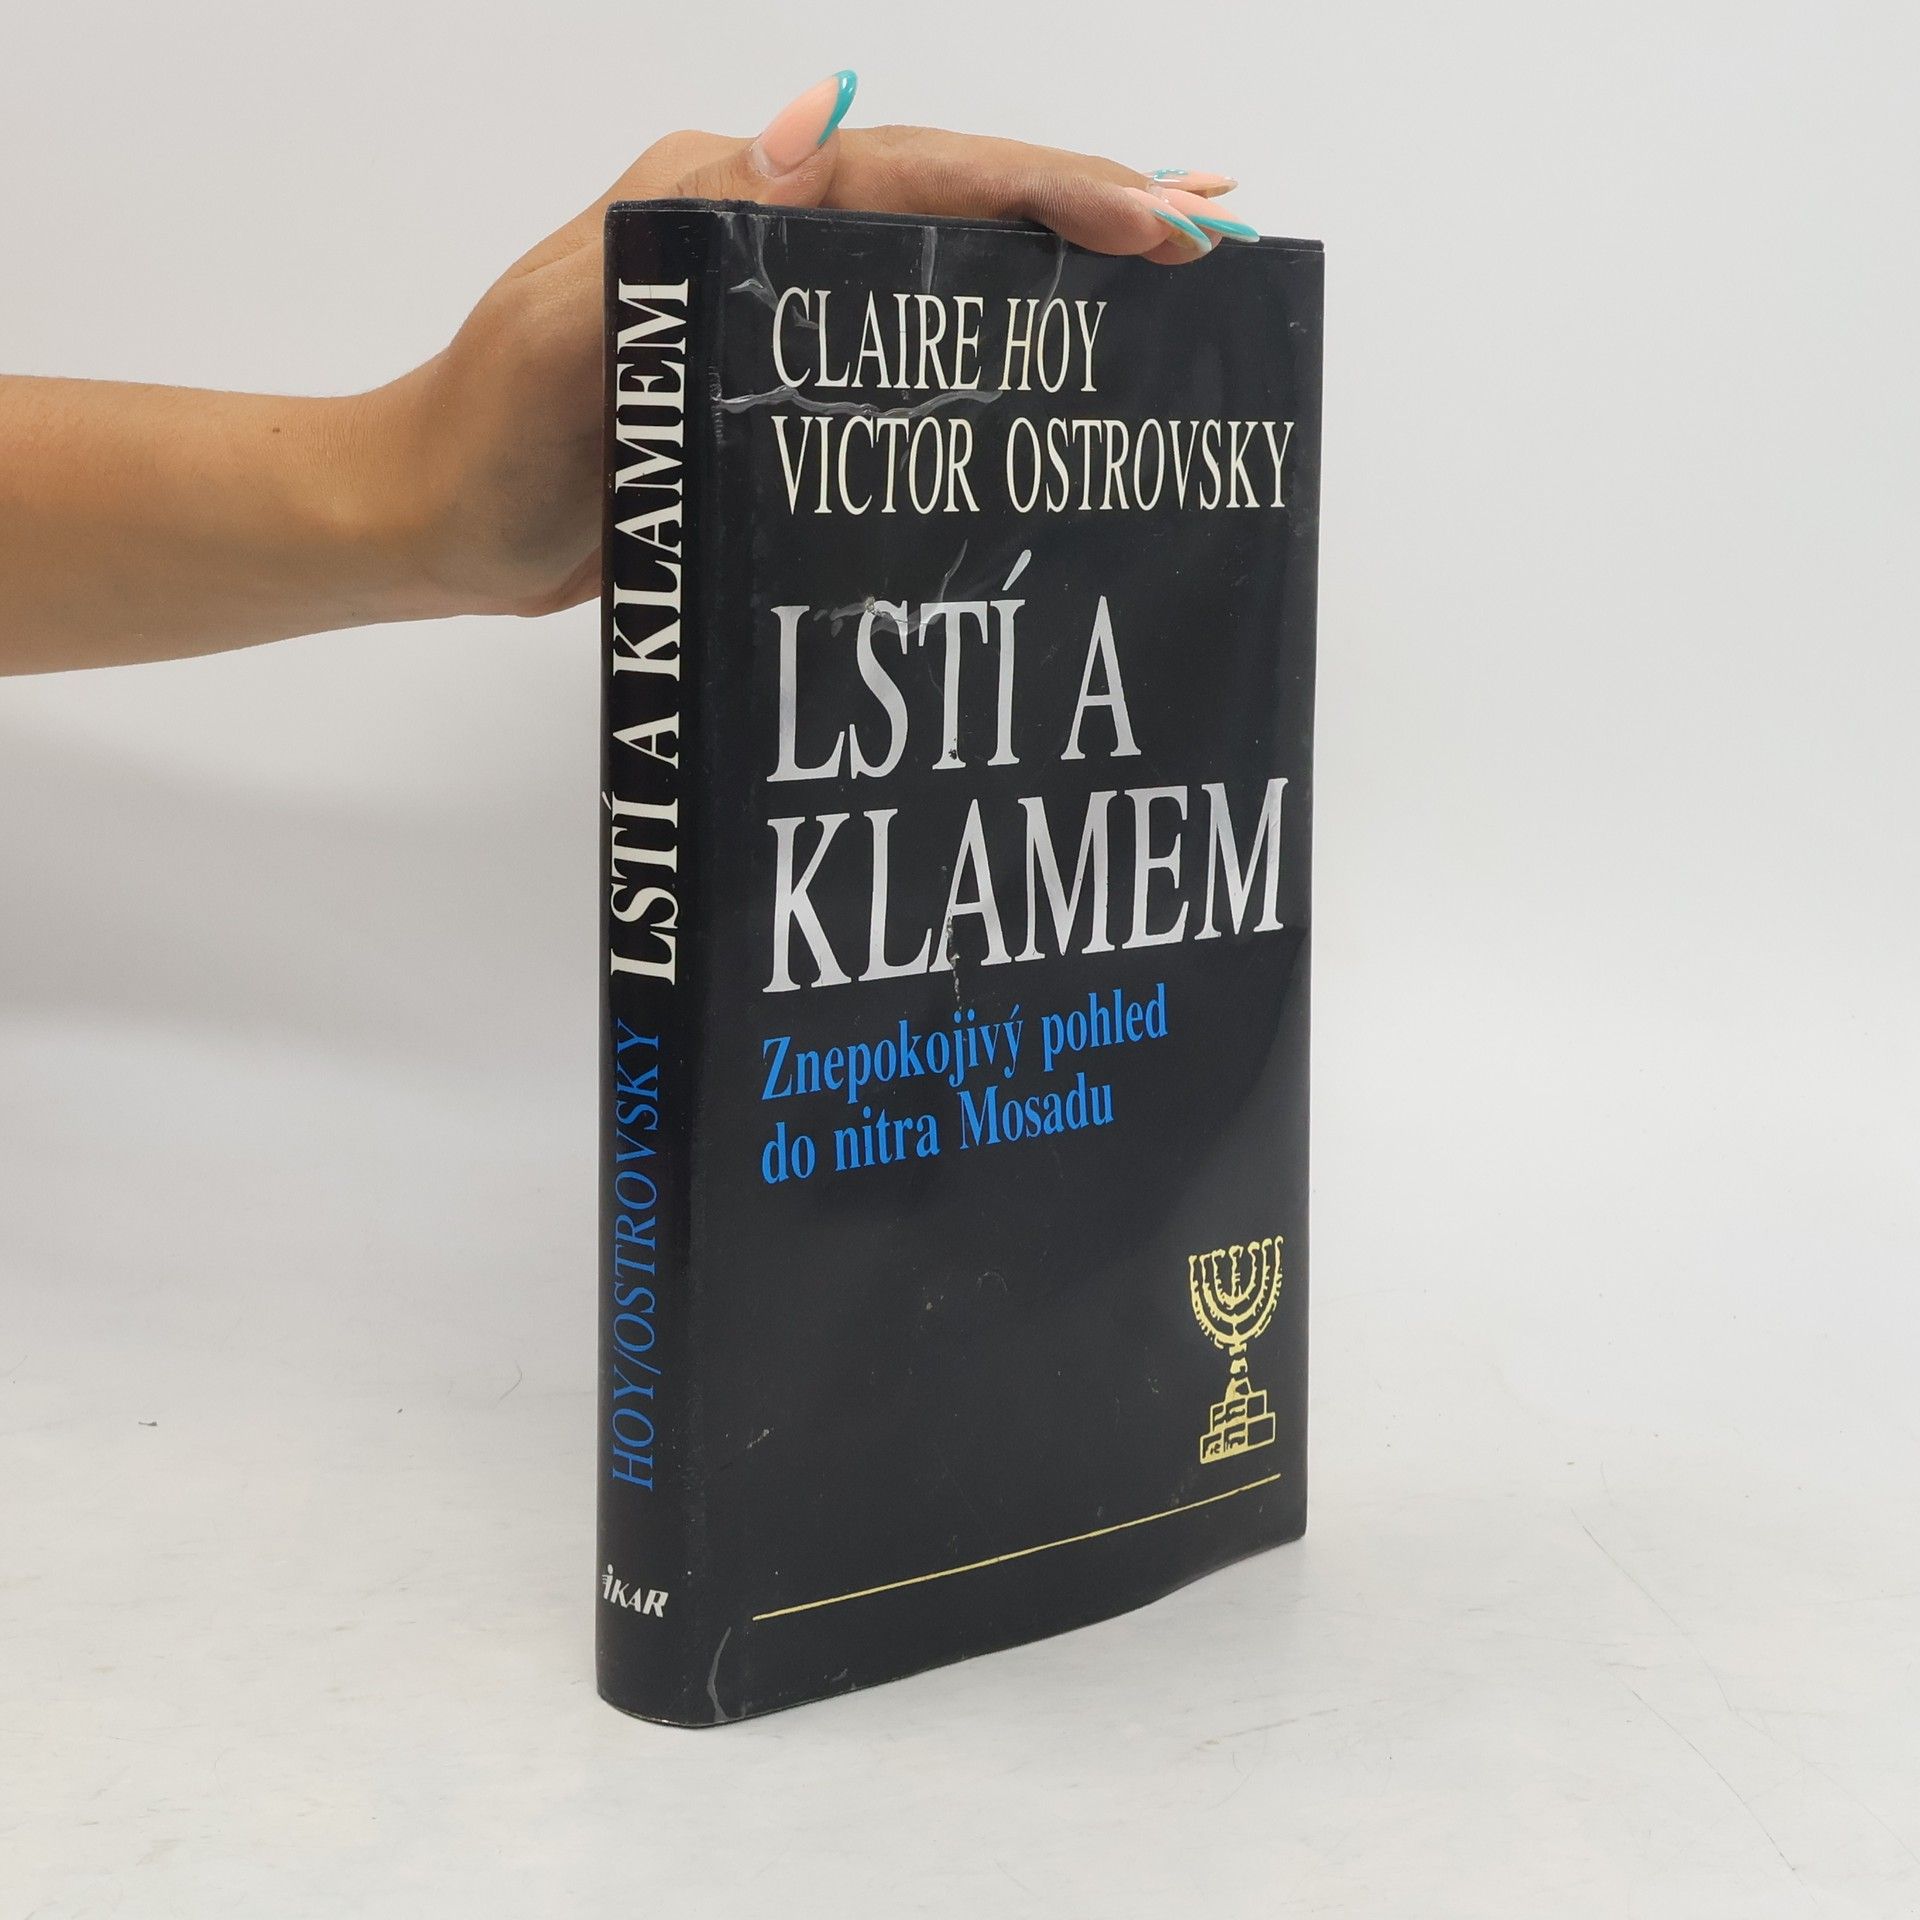 HOY/OSTROVSKY LSTÍ A KLAMEM
iKAR
CLAIRE HOY
VICTOR OSTROVSKY
LSTÍ A
KLAMEM
Znepokojivý pohled
do nitra Mosadu